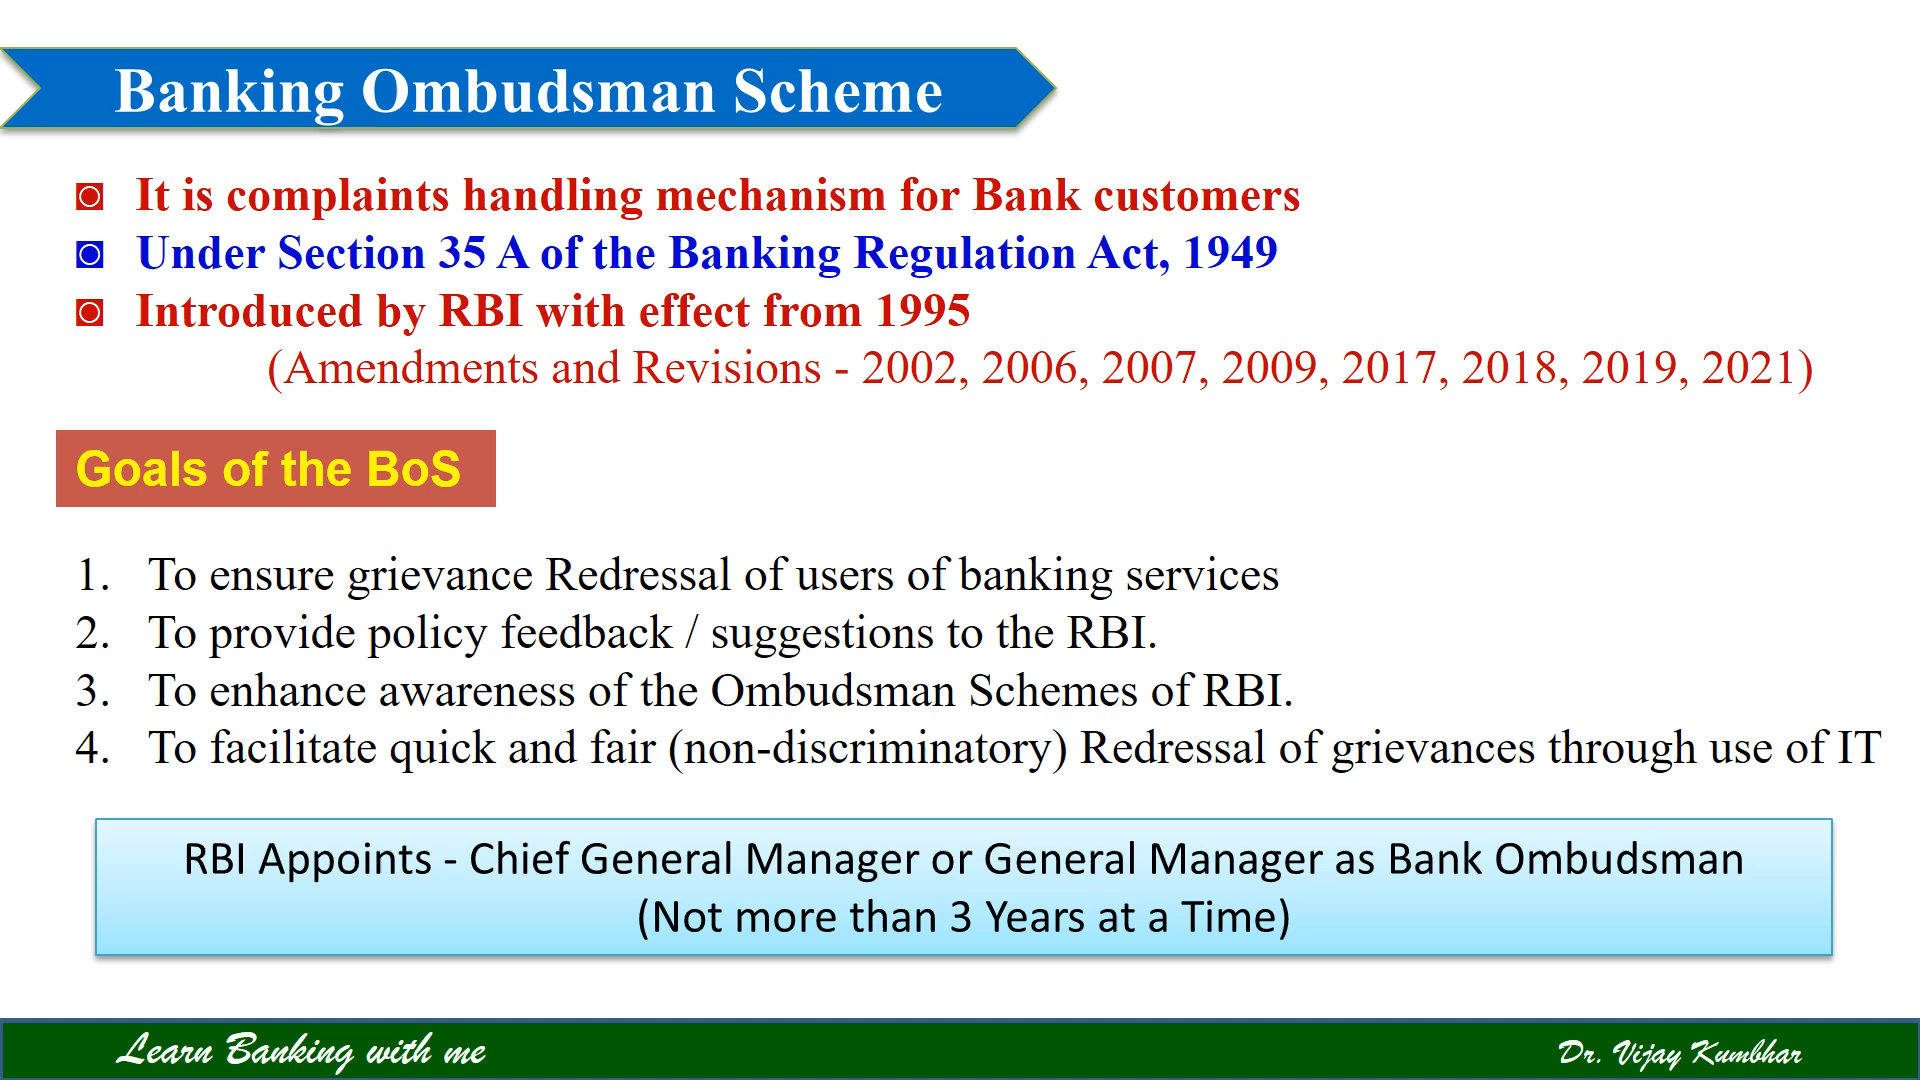 Banking Ombudsman Scheme
◙ It is complaints handling mechanism for Bank customers
◙ Under Section 35 A of the Banking Regulation Act, 1949
◙ Introduced by RBI with effect from 1995
(Amendments and Revisions - 2002, 2006, 2007, 2009, 2017, 2018, 2019, 2021)
Goals of the BoS
1. To ensure grievance Redressal of users of banking services
2. To provide policy feedback / suggestions to the RBI.
3. To enhance awareness of the Ombudsman Schemes of RBI.
4. To facilitate quick and fair (non-discriminatory) Redressal of grievances through use of IT
RBI Appoints - Chief General Manager or General Manager as Bank Ombudsman
(Not more than 3 Years at a Time)
Learn Banking with me
Dr. Vijay Kumbhar